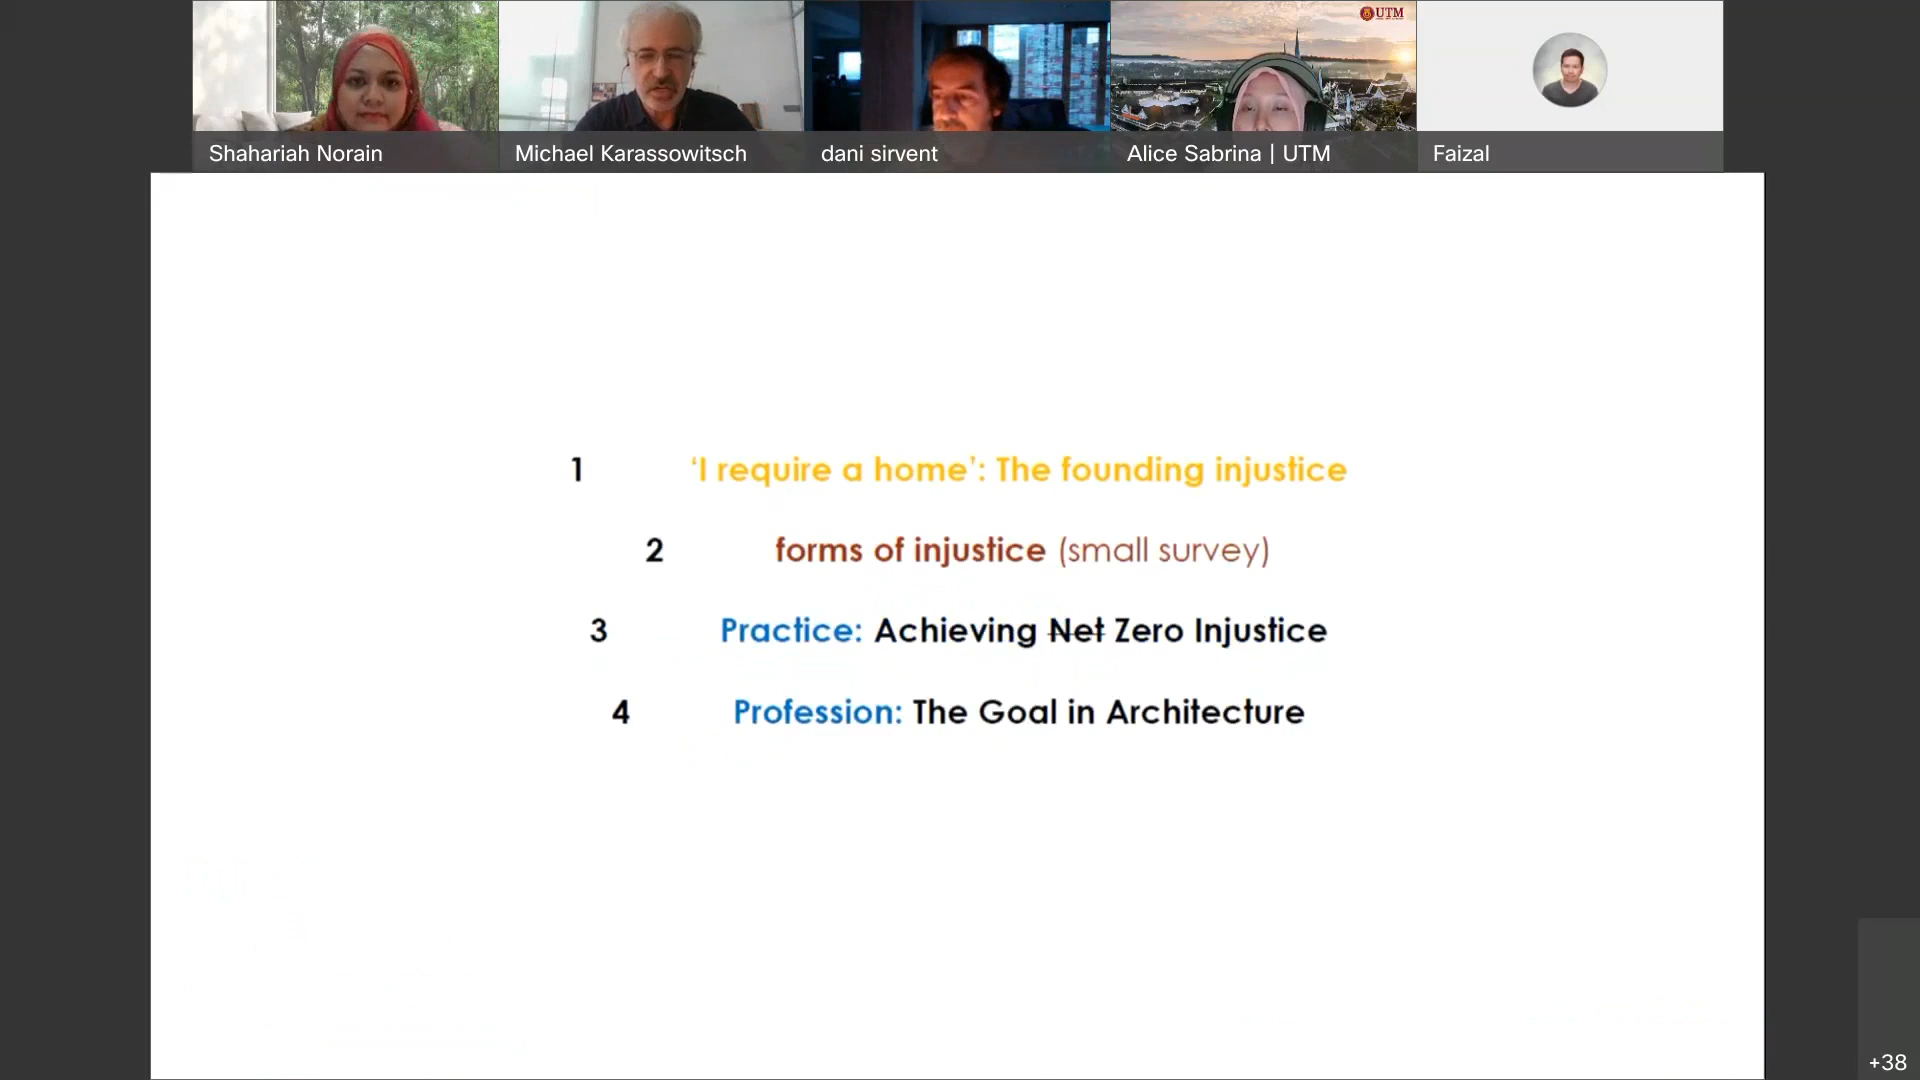 UTM
Shahariah Norain
Michael Karassowitsch
dani sirvent
Alice Sabrina | UTM
Faizal
1 ‘I require a home’: The founding injustice
2 forms of injustice (small survey)
3 Practice: Achieving Net Zero Injustice
4 Profession: The Goal in Architecture
+38